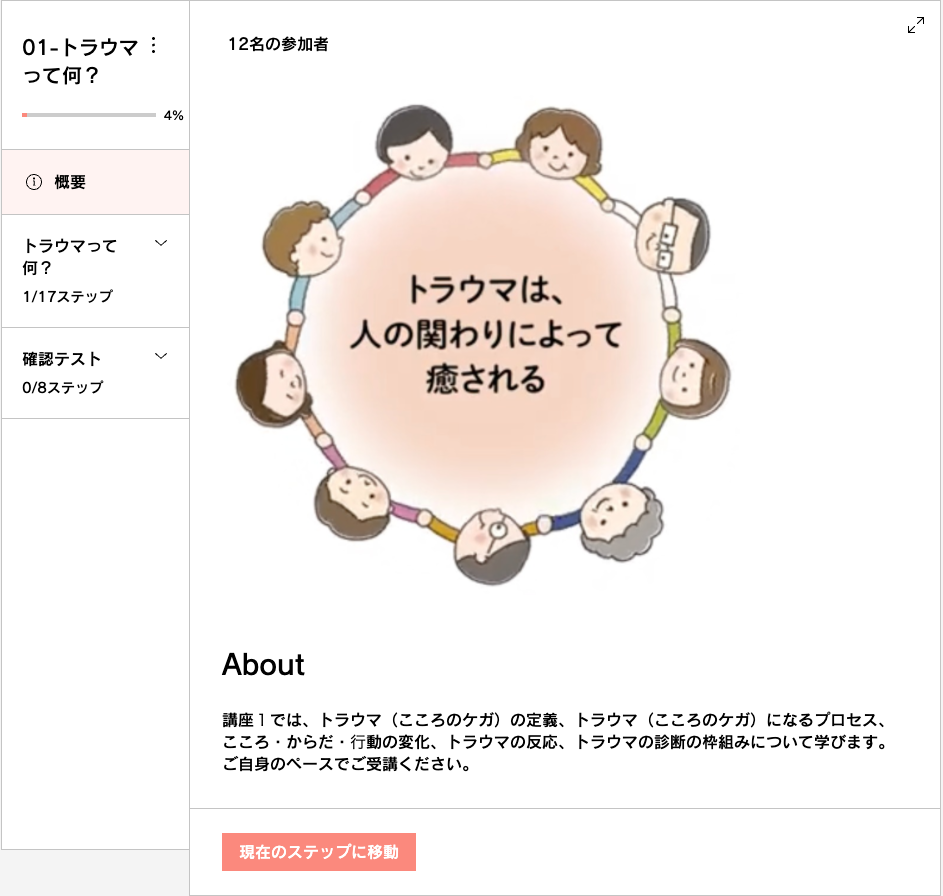 01-トラウマ
って何？
4%
概要
トラウマって
何？
1/17ステップ
確認テスト
0/8ステップ
12名の参加者
トラウマは、
人の関わりによって
癒される
About
講座１では、トラウマ（こころのケガ）の定義、トラウマ（こころのケガ）になるプロセス、
こころ・からだ・行動の変化、トラウマの反応、トラウマの診断の枠組みについて学びます。
ご自身のペースでご受講ください。
現在のステップに移動